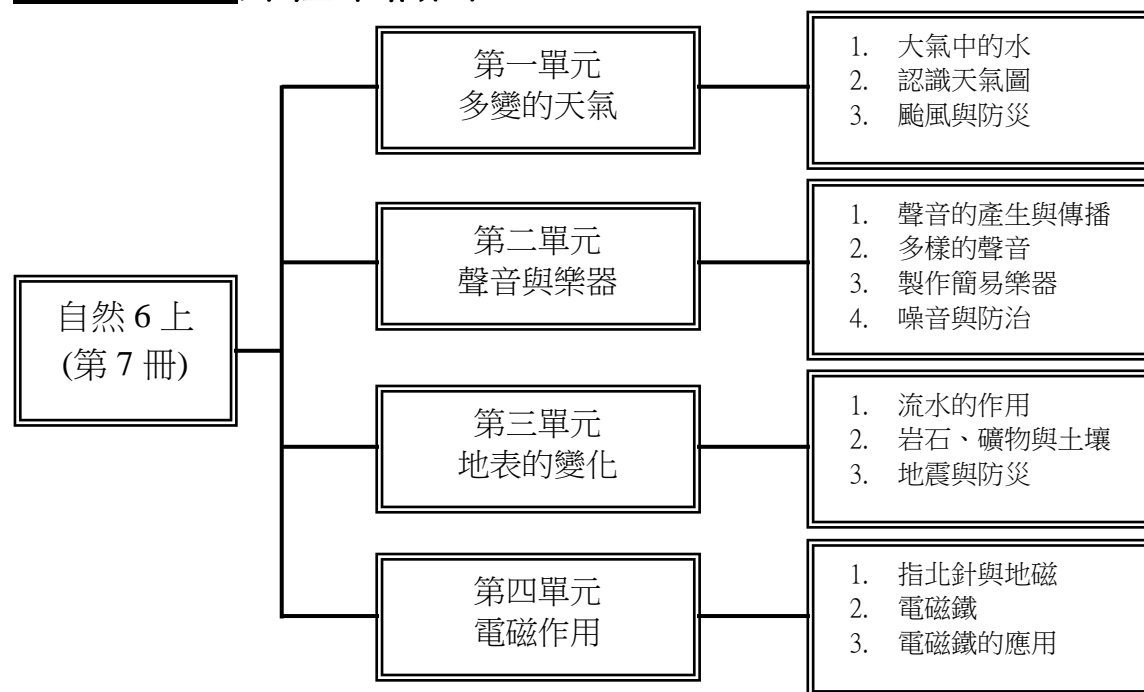 自然 6 上
(第 7 冊)
第一單元
多變的天氣
1. 大氣中的水
2. 認識天氣圖
3. 颱風與防災
第二單元
聲音與樂器
1. 聲音的產生與傳播
2. 多樣的聲音
3. 製作簡易樂器
4. 噪音與防治
第三單元
地表的變化
1. 流水的作用
2. 岩石、礦物與土壤
3. 地震與防災
第四單元
電磁作用
1. 指北針與地磁
2. 電磁鐵
3. 電磁鐵的應用